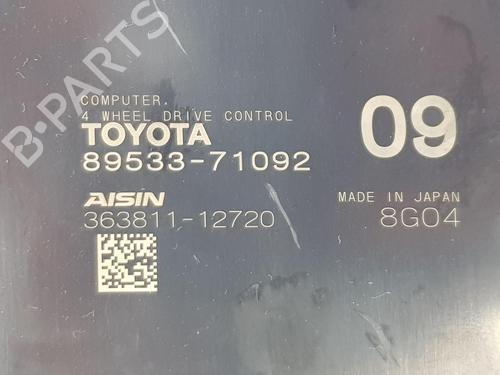 B-PARTS
COMPUTER,
4 WHEEL DRIVE CONTROL
TOYOTA
89533-71092
09
AISIN
363811-12720
MADE IN JAPAN
8G04